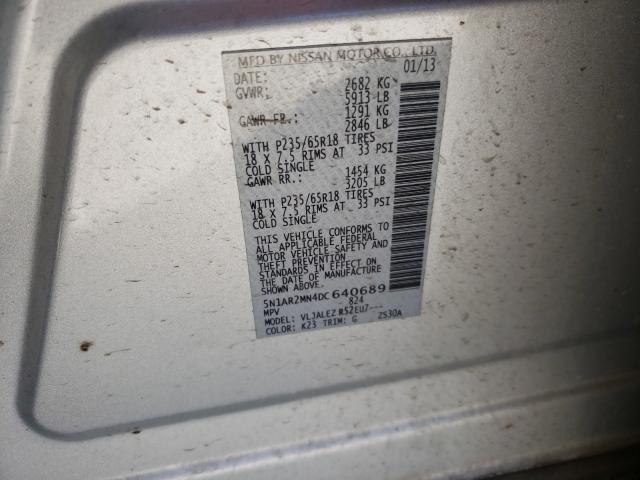 MFD BY NISSAN MOTOR CO., LTD.
DATE: 01/13
GVWR: 2682 KG
5913 LB
GAWR FR.: 1291 KG
2846 LB
WITH P235/65R18 TIRES
18 X 7.5 RIMS AT 33 PSI
COLD SINGLE
GAWR RR.: 1454 KG
3205 LB
WITH P235/65R18 TIRES
18 X 7.5 RIMS AT 33 PSI
COLD SINGLE
THIS VEHICLE CONFORMS TO
ALL APPLICABLE FEDERAL
MOTOR VEHICLE SAFETY AND
THEFT PREVENTION
STANDARDS IN EFFECT ON
THE DATE OF MANUFACTURE
SHOWN ABOVE.
5N1AR2MN4DC640689
MPV 824
MODEL: VLJALEZ R52EU7---
COLOR: K23 TRIM: G ZS30A